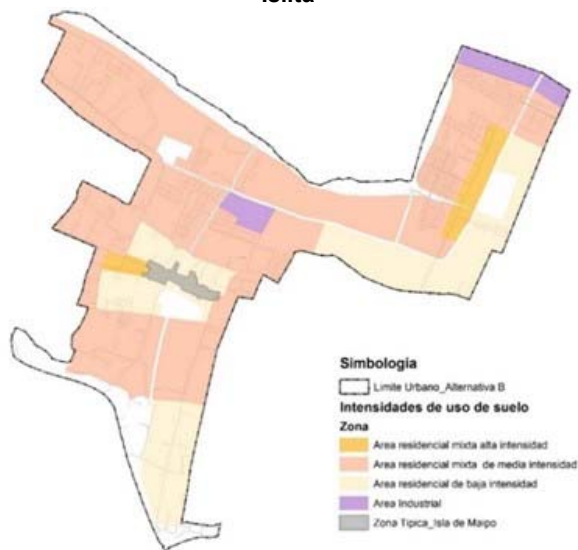 Islita
Simbología
Limite Urbano_Alternativa B
Intensidades de uso de suelo
Zona
Area residencial mixta alta intensidad
Area residencial mixta de media intensidad
Area residencial de baja intensidad
Area Industrial
Zona Tipica_Isla de Maipo